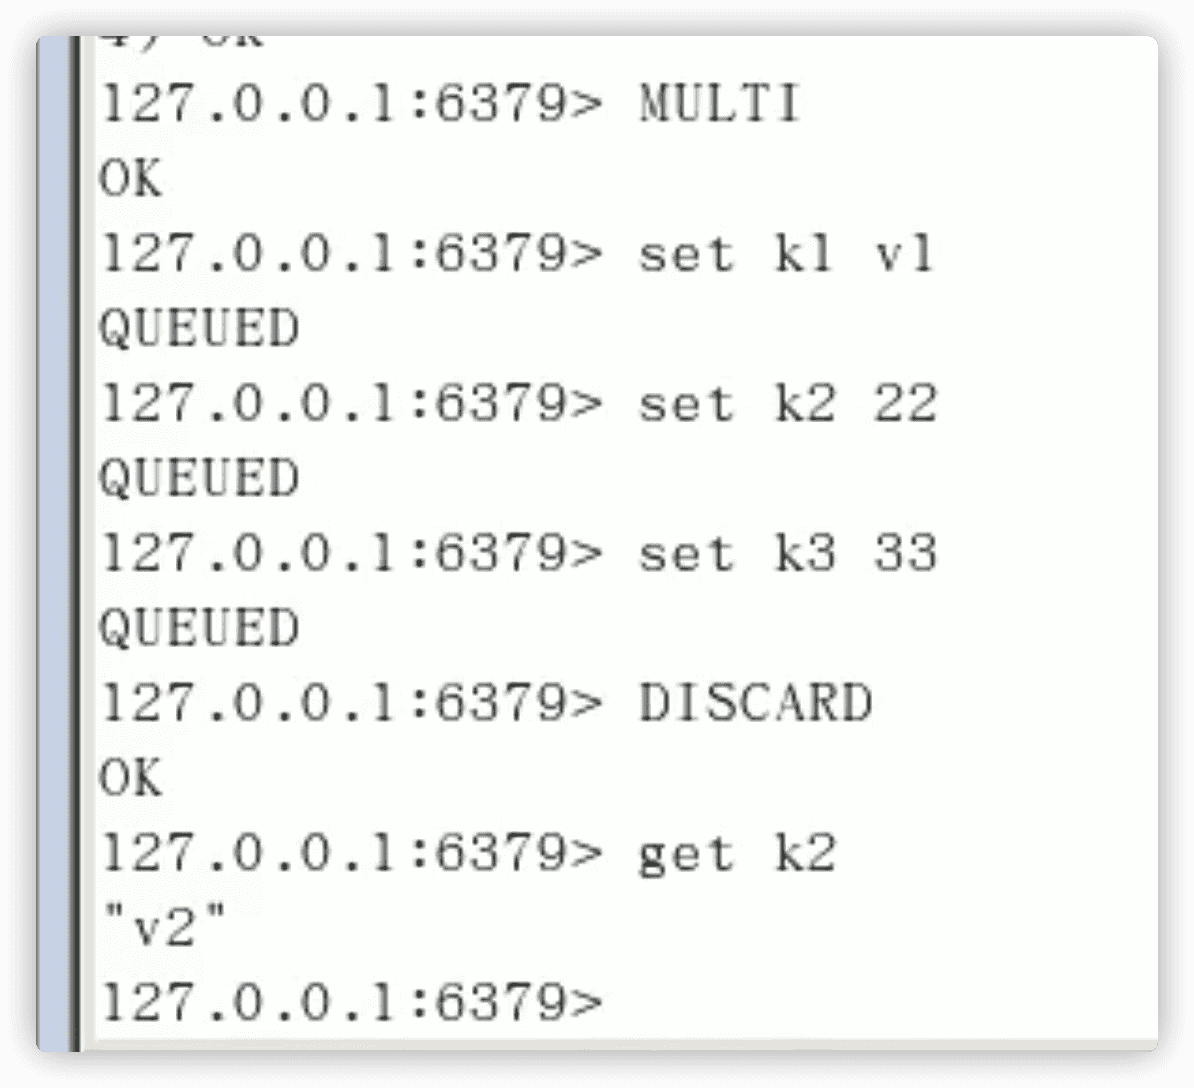 4) OK
127.0.0.1:6379> MULTI
OK
127.0.0.1:6379> set k1 v1
QUEUED
127.0.0.1:6379> set k2 22
QUEUED
127.0.0.1:6379> set k3 33
QUEUED
127.0.0.1:6379> DISCARD
OK
127.0.0.1:6379> get k2
"v2"
127.0.0.1:6379>